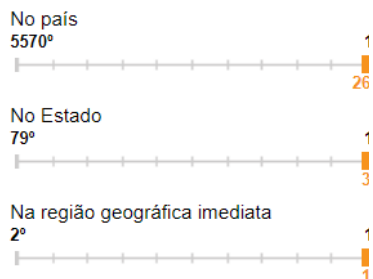 No país
5570º 1
26
No Estado
79º 1
3
Na região geográfica imediata
2º 1
1